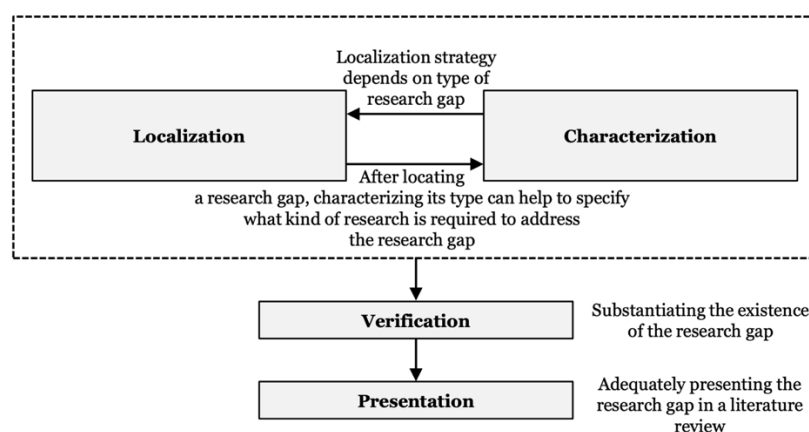 Localization strategy
depends on type of
research gap
Localization
Characterization
After locating
a research gap, characterizing its type can help to specify
what kind of research is required to address
the research gap
Verification
Substantiating the existence
of the research gap
Presentation
Adequately presenting the
research gap in a literature
review